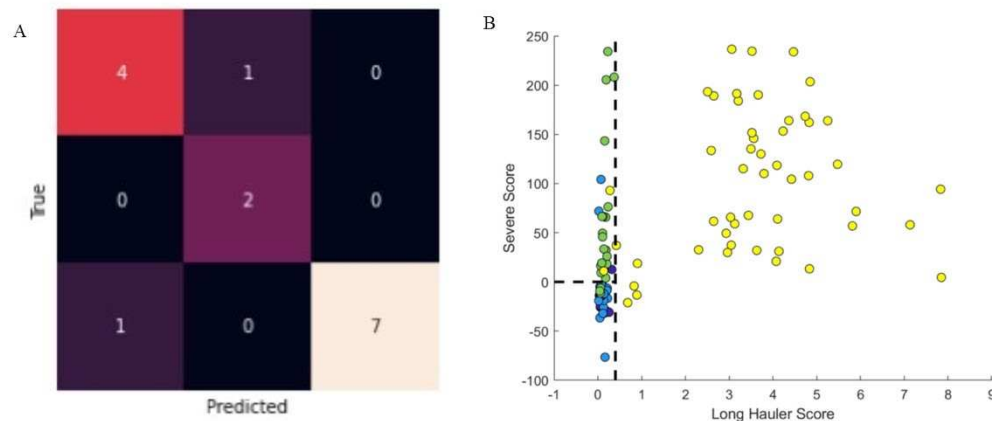 A
4 1 0
0 2 0
1 0 7
True
Predicted
B
250
200
150
100
50
0
-50
-100
Severe Score
-1 0 1 2 3 4 5 6 7 8 9
Long Hauler Score